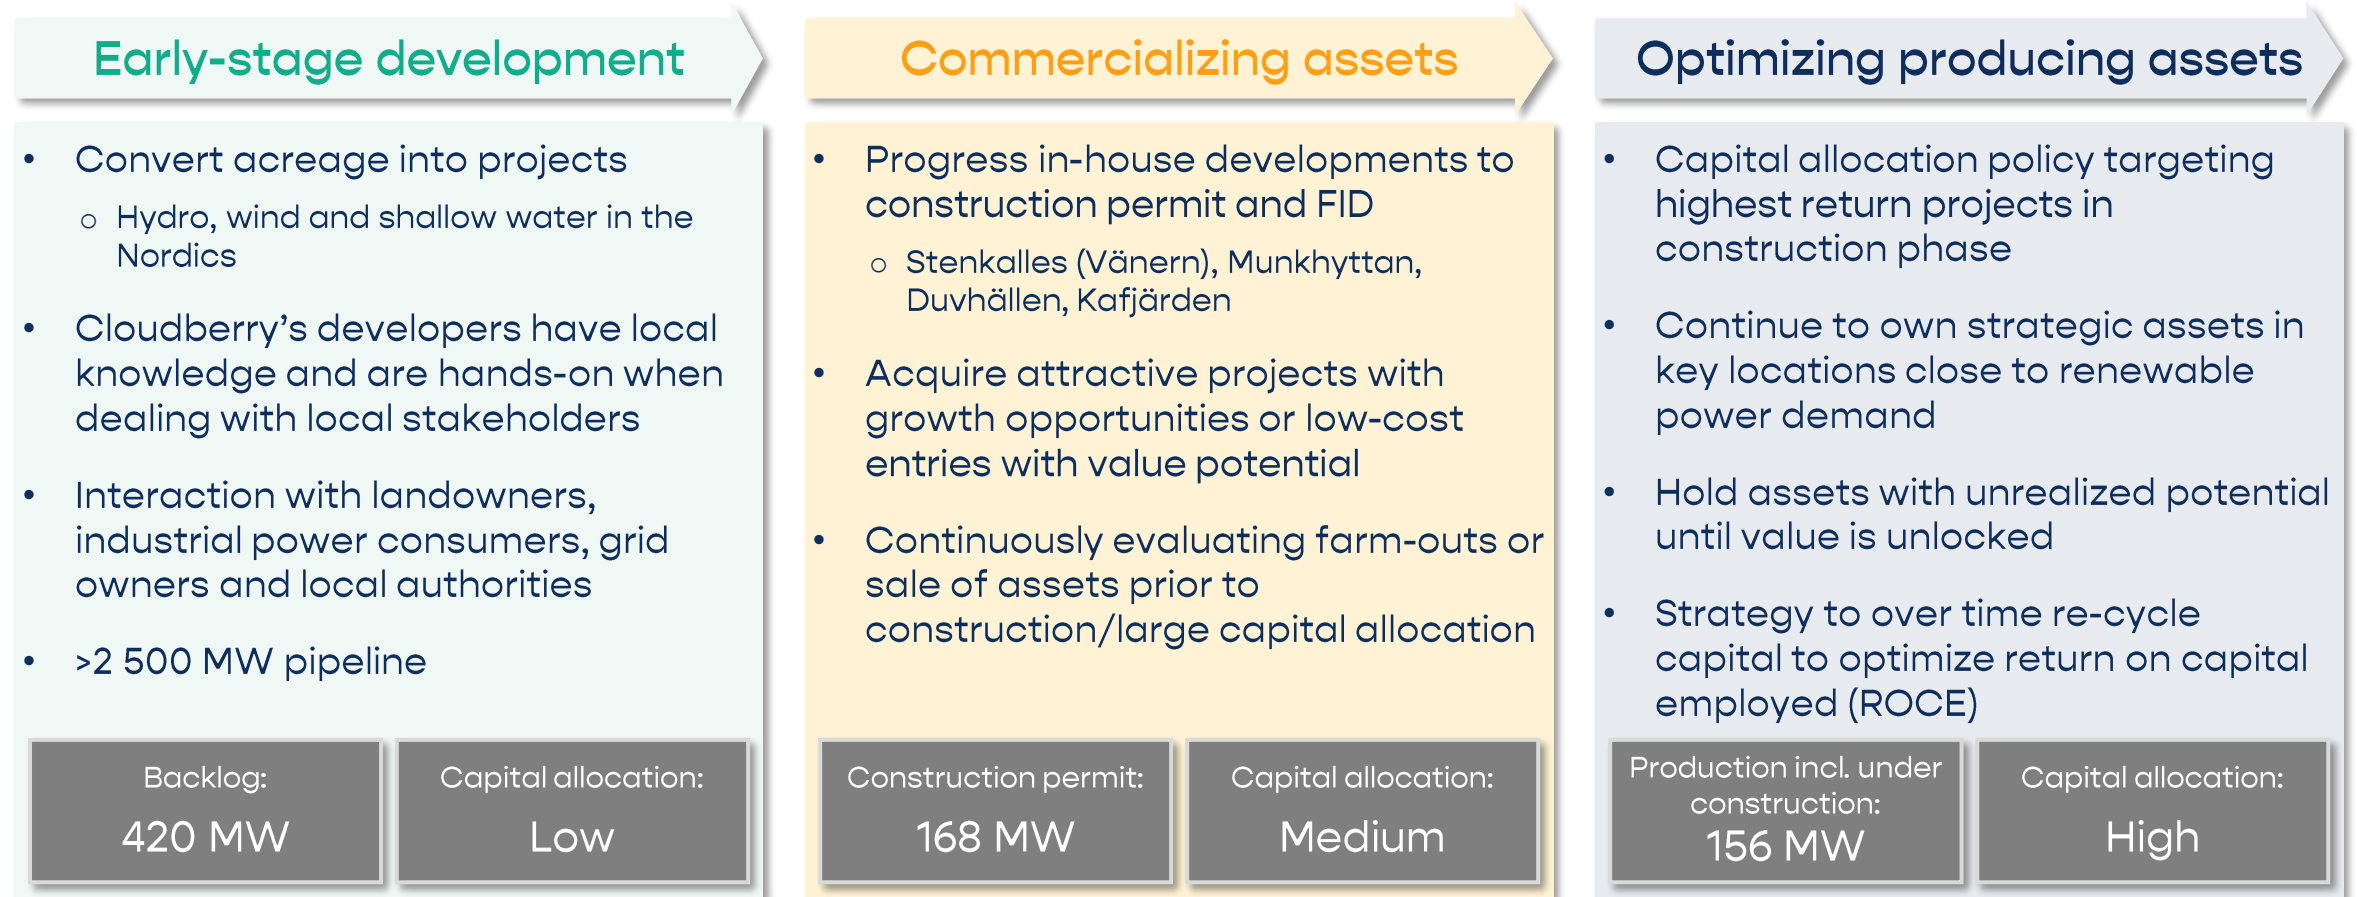 Early-stage development
• Convert acreage into projects
o Hydro, wind and shallow water in the
Nordics
• Cloudberry’s developers have local
knowledge and are hands-on when
dealing with local stakeholders
• Interaction with landowners,
industrial power consumers, grid
owners and local authorities
• >2 500 MW pipeline
Backlog:
420 MW
Capital allocation:
Low
Commercializing assets
• Progress in-house developments to
construction permit and FID
o Stenkalles (Vänern), Munkhyttan,
Duvhällen, Kafjärden
• Acquire attractive projects with
growth opportunities or low-cost
entries with value potential
• Continuously evaluating farm-outs or
sale of assets prior to
construction/large capital allocation
Construction permit:
168 MW
Capital allocation:
Medium
Optimizing producing assets
• Capital allocation policy targeting
highest return projects in
construction phase
• Continue to own strategic assets in
key locations close to renewable
power demand
• Hold assets with unrealized potential
until value is unlocked
• Strategy to over time re-cycle
capital to optimize return on capital
employed (ROCE)
Production incl. under
construction:
156 MW
Capital allocation:
High